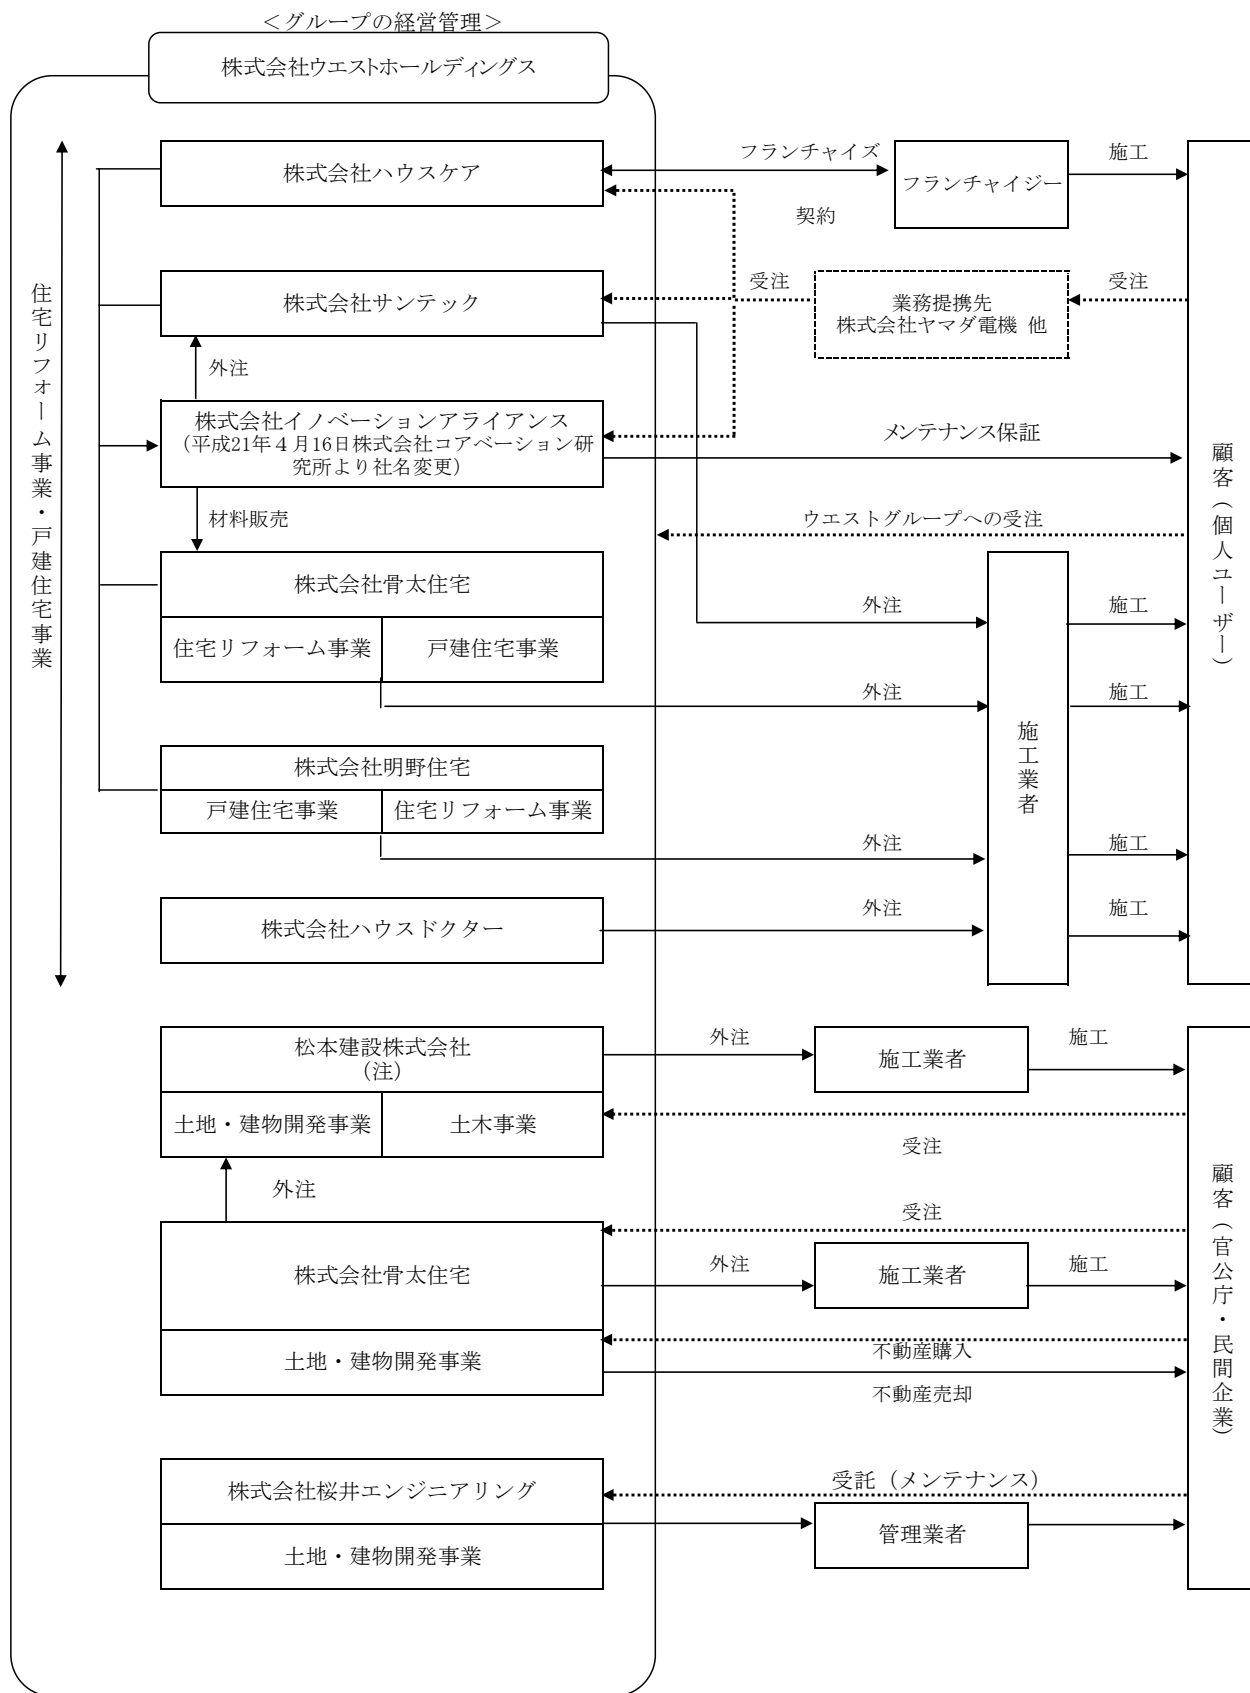 ＜グループの経営管理＞
株式会社ウエストホールディングス
株式会社ハウスケア
フランチャイズ
契約
フランチャイジー
施工
株式会社サンテック
受注
業務提携先
株式会社ヤマダ電機 他
受注
外注
株式会社イノベーションアライアンス
（平成21年４月16日株式会社コアベーション研
究所より社名変更）
メンテナンス保証
材料販売
ウエストグループへの受注
住宅リフォーム事業・戸建住宅事業
顧客（個人ユーザー）
株式会社骨太住宅
住宅リフォーム事業
戸建住宅事業
外注
施工
外注
施工
施工業者
株式会社明野住宅
戸建住宅事業
住宅リフォーム事業
外注
施工
株式会社ハウスドクター
外注
施工
松本建設株式会社
（注）
土地・建物開発事業
土木事業
外注
施工業者
施工
受注
外注
受注
株式会社骨太住宅
外注
施工業者
施工
土地・建物開発事業
不動産購入
不動産売却
顧客（官公庁・民間企業）
株式会社桜井エンジニアリング
受託（メンテナンス）
管理業者
土地・建物開発事業